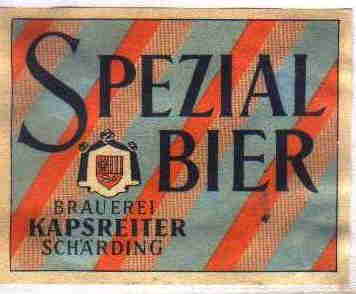 SPEZIAL
BIER
BRAUEREI
KAPSREITER
SCHÄRDING